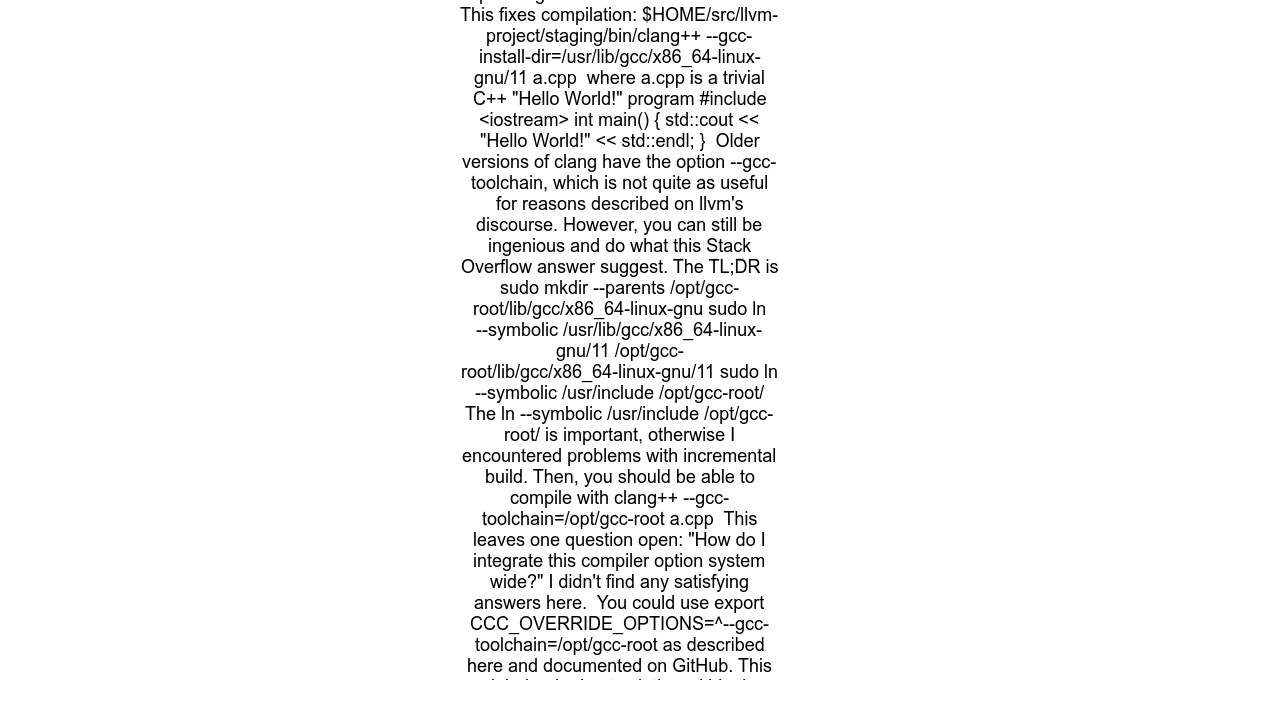 This fixes compilation: $HOME/src/llvm-
project/staging/bin/clang++ --gcc-
install-dir=/usr/lib/gcc/x86_64-linux-
gnu/11 a.cpp  where a.cpp is a trivial
C++ "Hello World!" program #include
<iostream> int main() { std::cout <<
"Hello World!" << std::endl; }  Older
versions of clang have the option --gcc-
toolchain, which is not quite as useful
for reasons described on llvm's
discourse. However, you can still be
ingenious and do what this Stack
Overflow answer suggest. The TL;DR is
sudo mkdir --parents /opt/gcc-
root/lib/gcc/x86_64-linux-gnu sudo ln
--symbolic /usr/lib/gcc/x86_64-linux-
gnu/11 /opt/gcc-
root/lib/gcc/x86_64-linux-gnu/11 sudo ln
--symbolic /usr/include /opt/gcc-root/
The ln --symbolic /usr/include /opt/gcc-
root/ is important, otherwise I
encountered problems with incremental
build. Then, you should be able to
compile with clang++ --gcc-
toolchain=/opt/gcc-root a.cpp  This
leaves one question open: "How do I
integrate this compiler option system
wide?" I didn't find any satisfying
answers here.  You could use export
CCC_OVERRIDE_OPTIONS=^--gcc-
toolchain=/opt/gcc-root as described
here and documented on GitHub. This